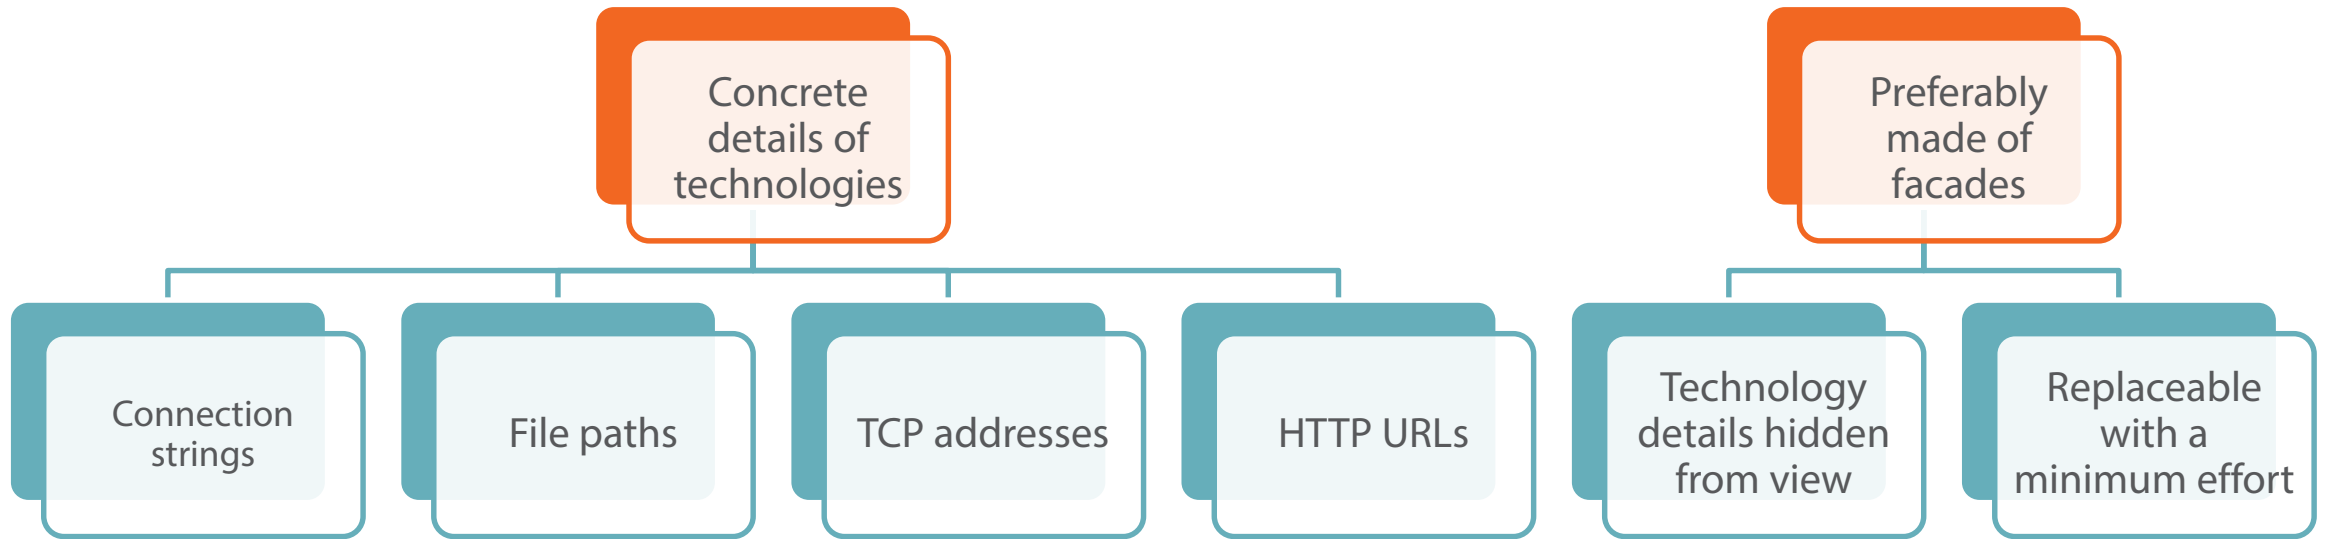 Concrete
details of
technologies
Preferably
made of
facades
Connection
strings
File paths
TCP addresses
HTTP URLs
Technology
details hidden
from view
Replaceable
with a
minimum effort